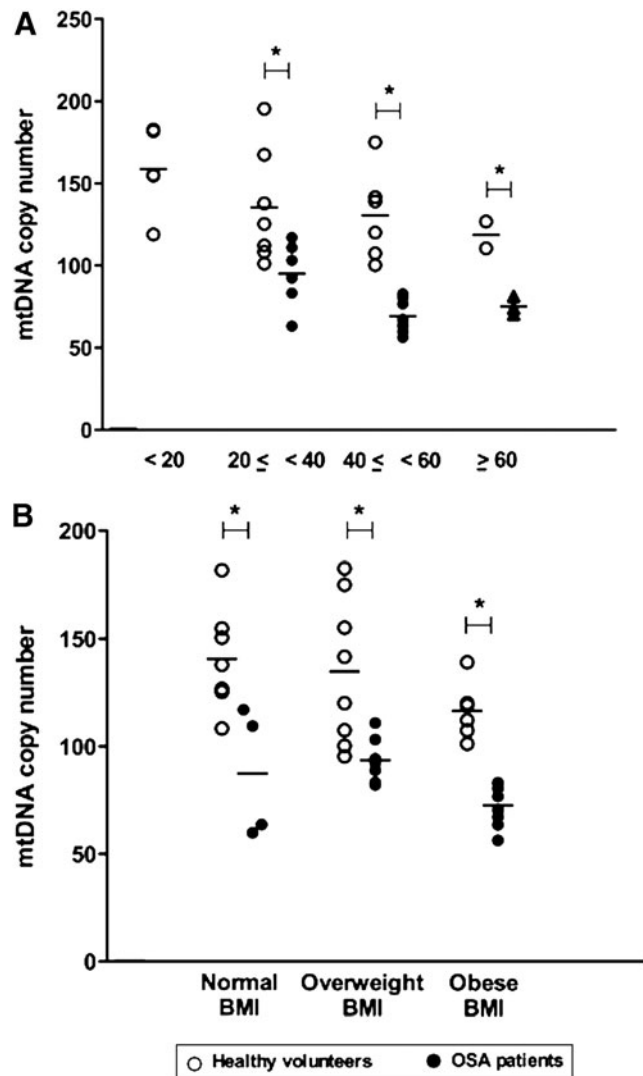 A
250
*
*
200
*
150
100
50
0
mtDNA copy number
< 20 20 ≤ < 40 40 ≤ < 60 ≥ 60
B
200
*
*
*
150
100
50
0
mtDNA copy number
Normal Overweight Obese
BMI BMI BMI
Healthy volunteers OSA patients